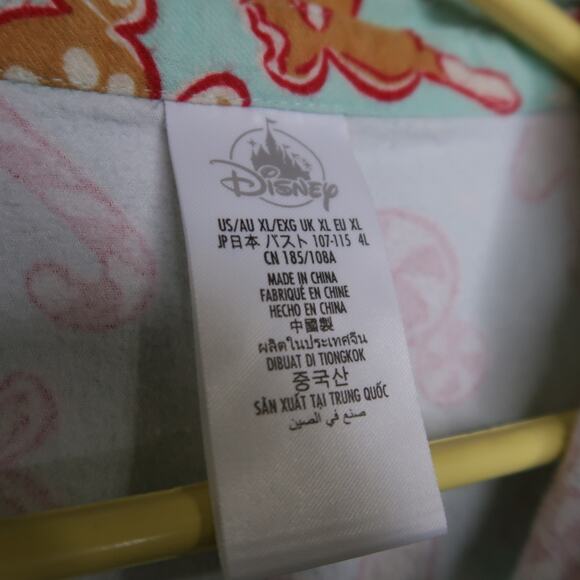 Disney
US/AU XL/EXG UK XL EU XL
JP日本 バスト 107-115 4L
CN 185/108A
MADE IN CHINA
FABRIQUÉ EN CHINE
HECHO EN CHINA
中國製
ผลิตในประเทศจีน
DIBUAT DI TIONGKOK
중국산
SẢN XUẤT TẠI TRUNG QUỐC
صنع في الصين